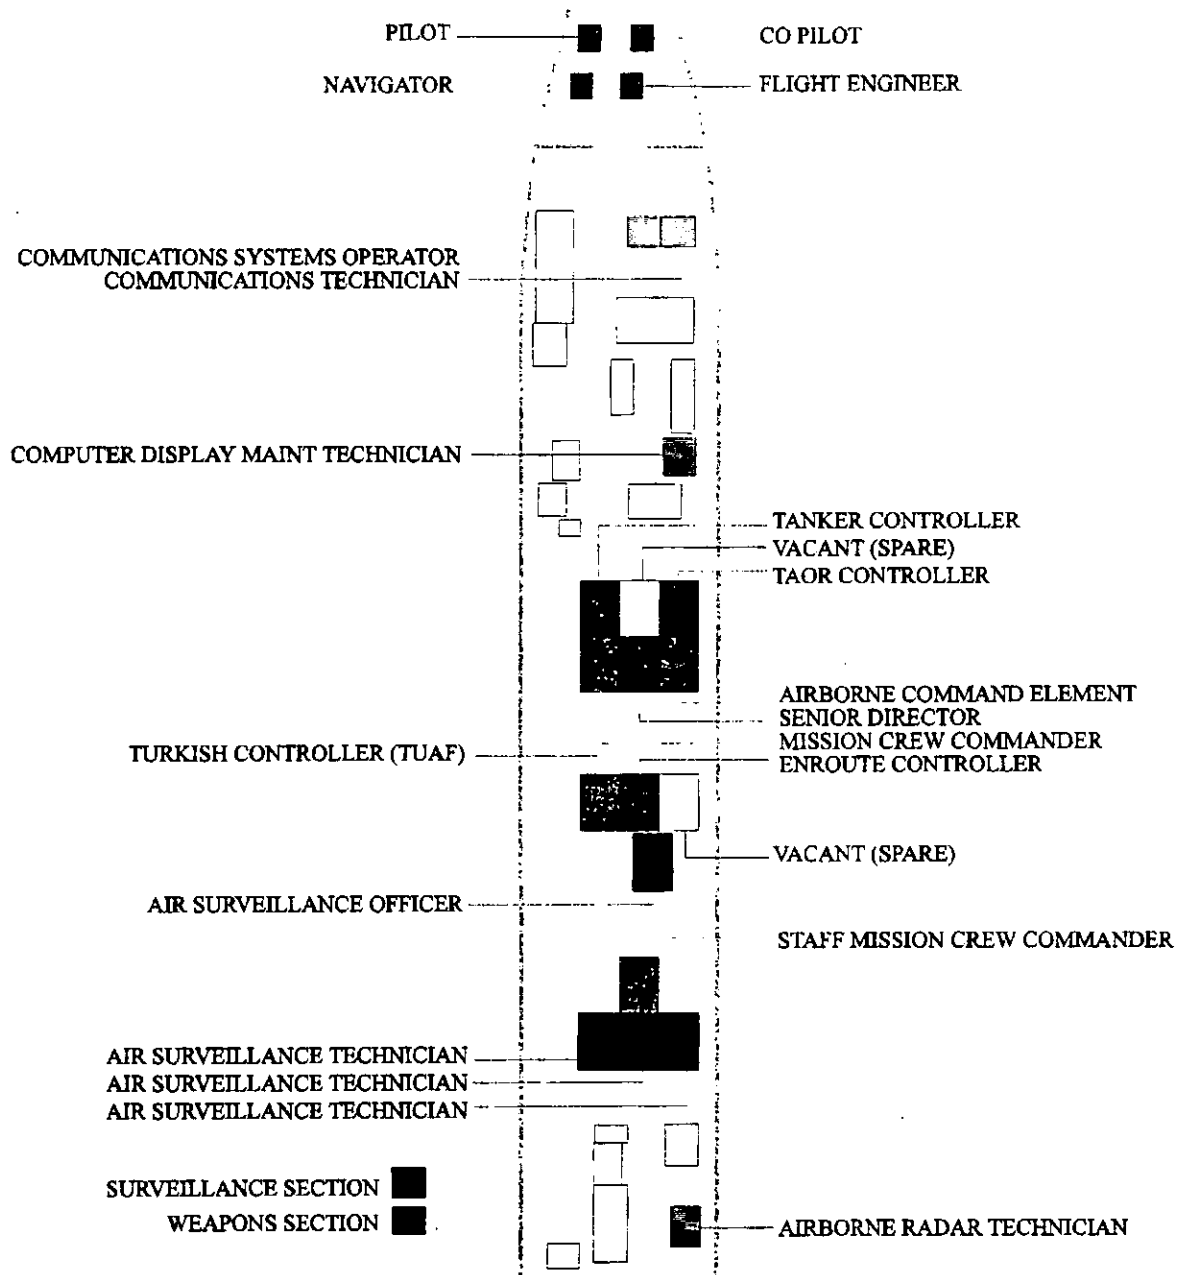 PILOT
CO PILOT
NAVIGATOR
FLIGHT ENGINEER
COMMUNICATIONS SYSTEMS OPERATOR
COMMUNICATIONS TECHNICIAN
COMPUTER DISPLAY MAINT TECHNICIAN
TANKER CONTROLLER
VACANT (SPARE)
TAOR CONTROLLER
AIRBORNE COMMAND ELEMENT
SENIOR DIRECTOR
TURKISH CONTROLLER (TUAF)
MISSION CREW COMMANDER
ENROUTE CONTROLLER
VACANT (SPARE)
AIR SURVEILLANCE OFFICER
STAFF MISSION CREW COMMANDER
AIR SURVEILLANCE TECHNICIAN
AIR SURVEILLANCE TECHNICIAN
AIR SURVEILLANCE TECHNICIAN
SURVEILLANCE SECTION
WEAPONS SECTION
AIRBORNE RADAR TECHNICIAN